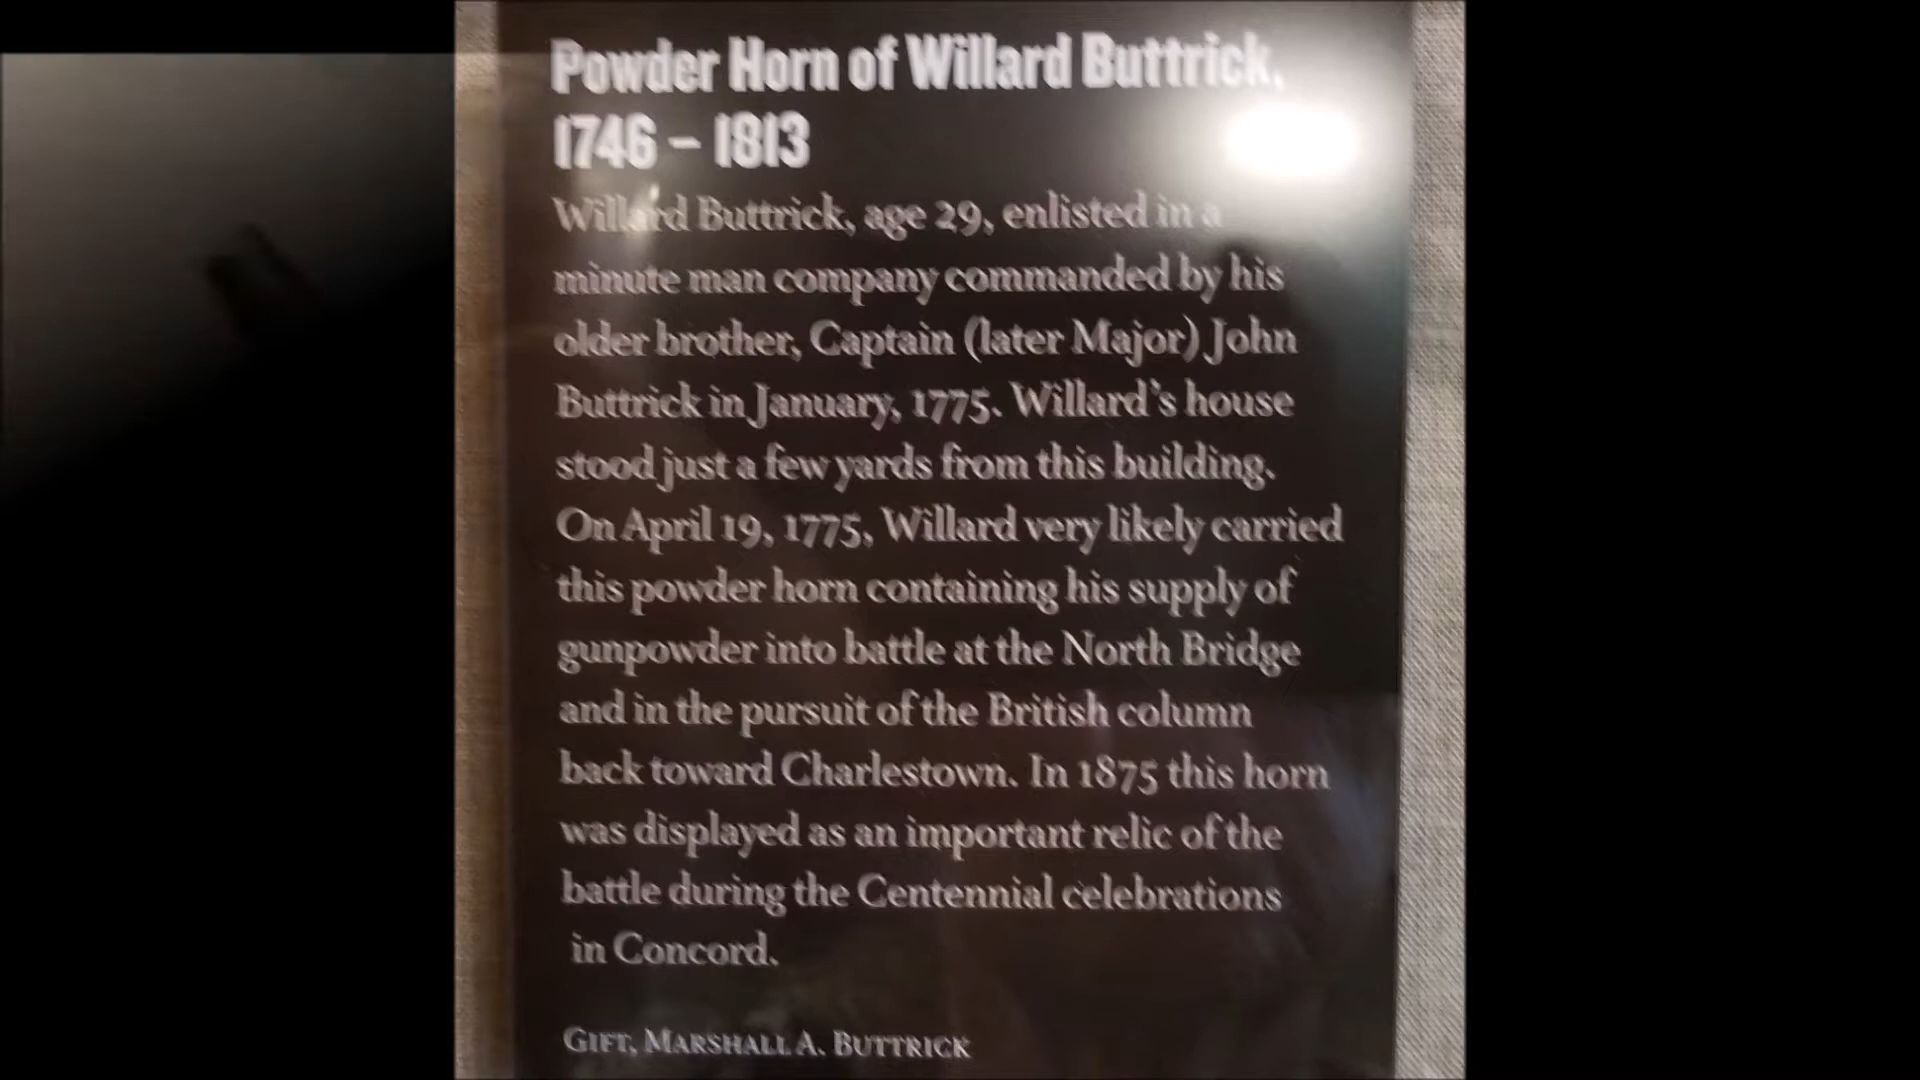 Powder Horn of Willard Buttrick,
1746 – 1813
Willard Buttrick, age 29, enlisted in a
minute man company commanded by his
older brother, Captain (later Major) John
Buttrick in January, 1775. Willard's house
stood just a few yards from this building.
On April 19, 1775, Willard very likely carried
this powder horn containing his supply of
gunpowder into battle at the North Bridge
and in the pursuit of the British column
back toward Charlestown. In 1875 this horn
was displayed as an important relic of the
battle during the Centennial celebrations
in Concord.
GIFT, MARSHALL A. BUTTRICK